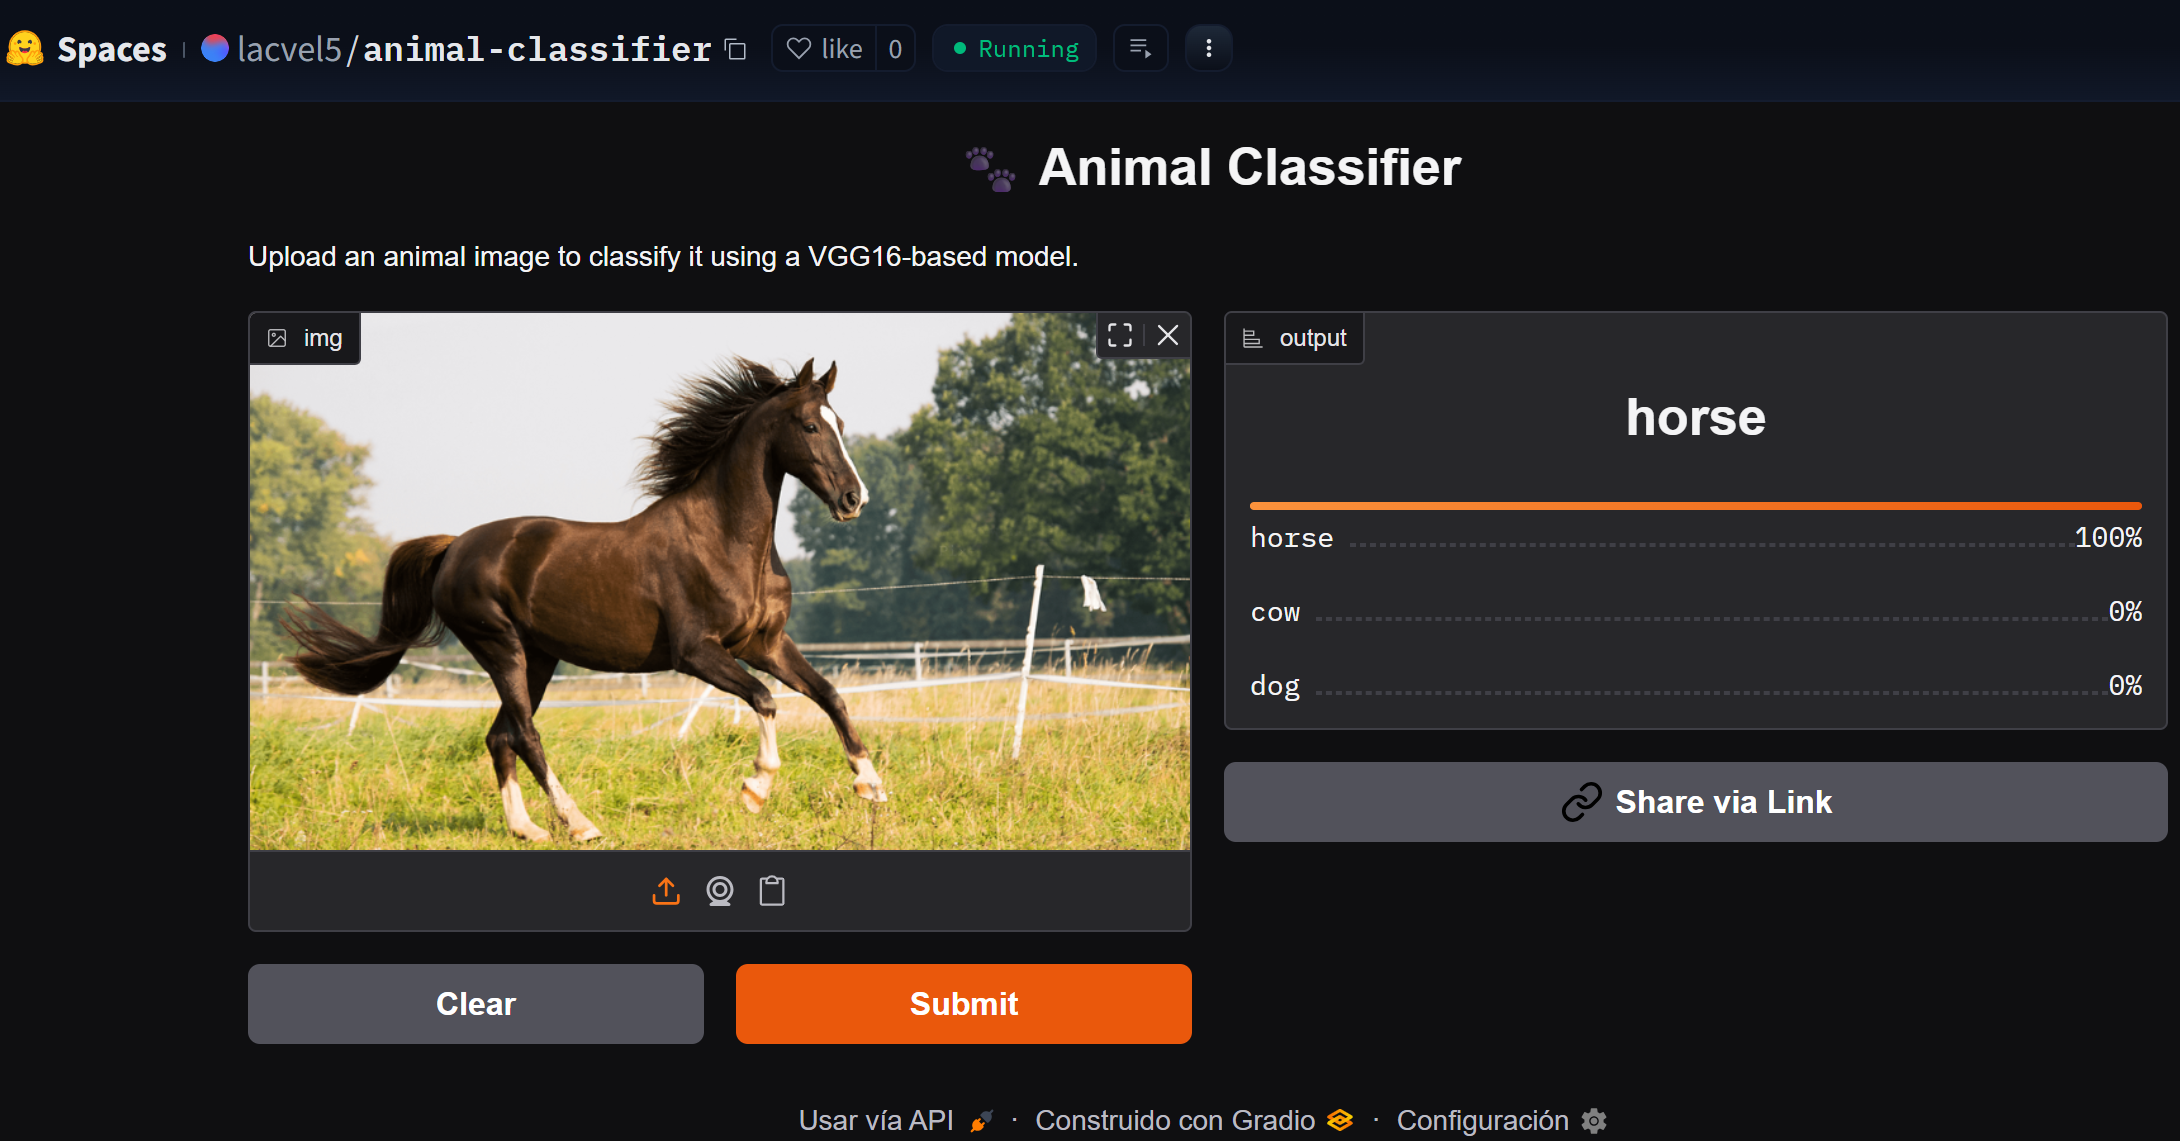 Spaces lacvel5/animal-classifier like 0 Running
Animal Classifier
Upload an animal image to classify it using a VGG16-based model.
img
output
horse
horse 100%
cow 0%
dog 0%
Share via Link
Clear Submit
Usar vía API · Construido con Gradio · Configuración